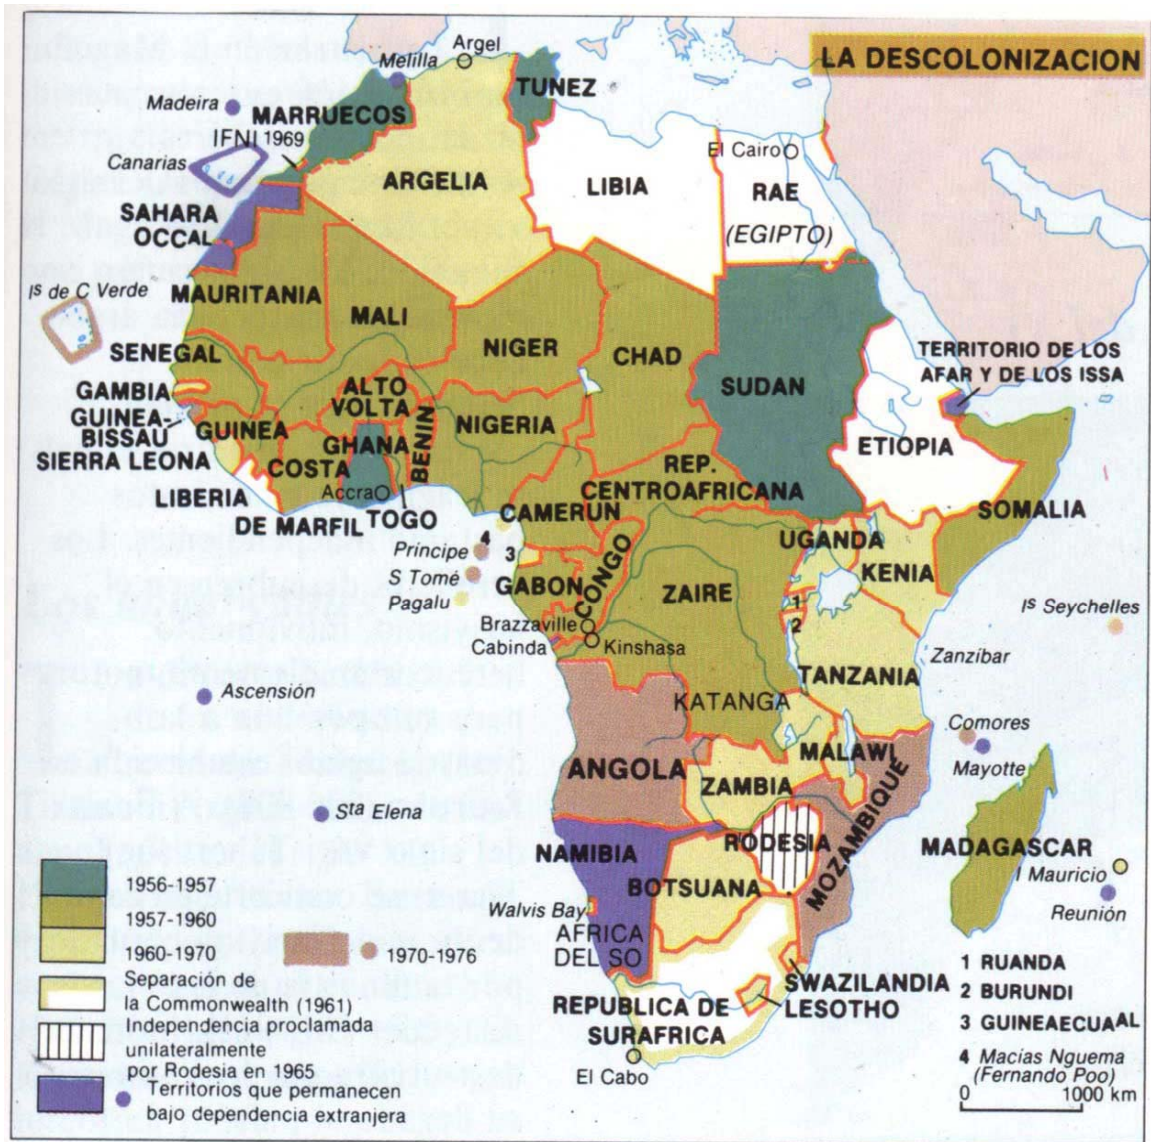 LA DESCOLONIZACION
Argel
Melilla
TUNEZ
Madeira
MARRUECOS
IFNI 1969
El Cairo
Canarias
ARGELIA
LIBIA
RAE
(EGIPTO)
SAHARA
OCCAL
Is de C Verde
MAURITANIA
MALI
NIGER
CHAD
SUDAN
SENEGAL
TERRITORIO DE LOS
AFAR Y DE LOS ISSA
GAMBIA
ALTO
VOLTA
GUINEA-
BISSAU
GUINEA
NIGERIA
BENIN
ETIOPIA
GHANA
SIERRA LEONA
COSTA
DE MARFIL
REP.
CENTROAFRICANA
LIBERIA
Accra
TOGO
CAMERUN
SOMALIA
4
Príncipe
3
UGANDA
KENIA
S Tomé
GABON
CONGO
ZAIRE
Pagalu
1
Is Seychelles
Brazzaville
2
Cabinda
Kinshasa
Zanzíbar
TANZANIA
Ascensión
KATANGA
Comores
MALAWI
ANGOLA
ZAMBIA
Mayotte
MOZAMBIQUE
Sta Elena
RODESIA
NAMIBIA
MADAGASCAR
BOTSUANA
I Mauricio
Walvis Bay
Reunión
AFRICA
DEL SO
SWAZILANDIA
LESOTHO
REPUBLICA DE
SURAFRICA
El Cabo
1956-1957
1957-1960
1960-1970
1970-1976
Separación de
la Commonwealth (1961)
Independencia proclamada
unilateralmente
por Rodesia en 1965
Territorios que permanecen
bajo dependencia extranjera
1 RUANDA
2 BURUNDI
3 GUINEA ECUAAL
4 Macías Nguema
(Fernando Poo)
0 1000 km